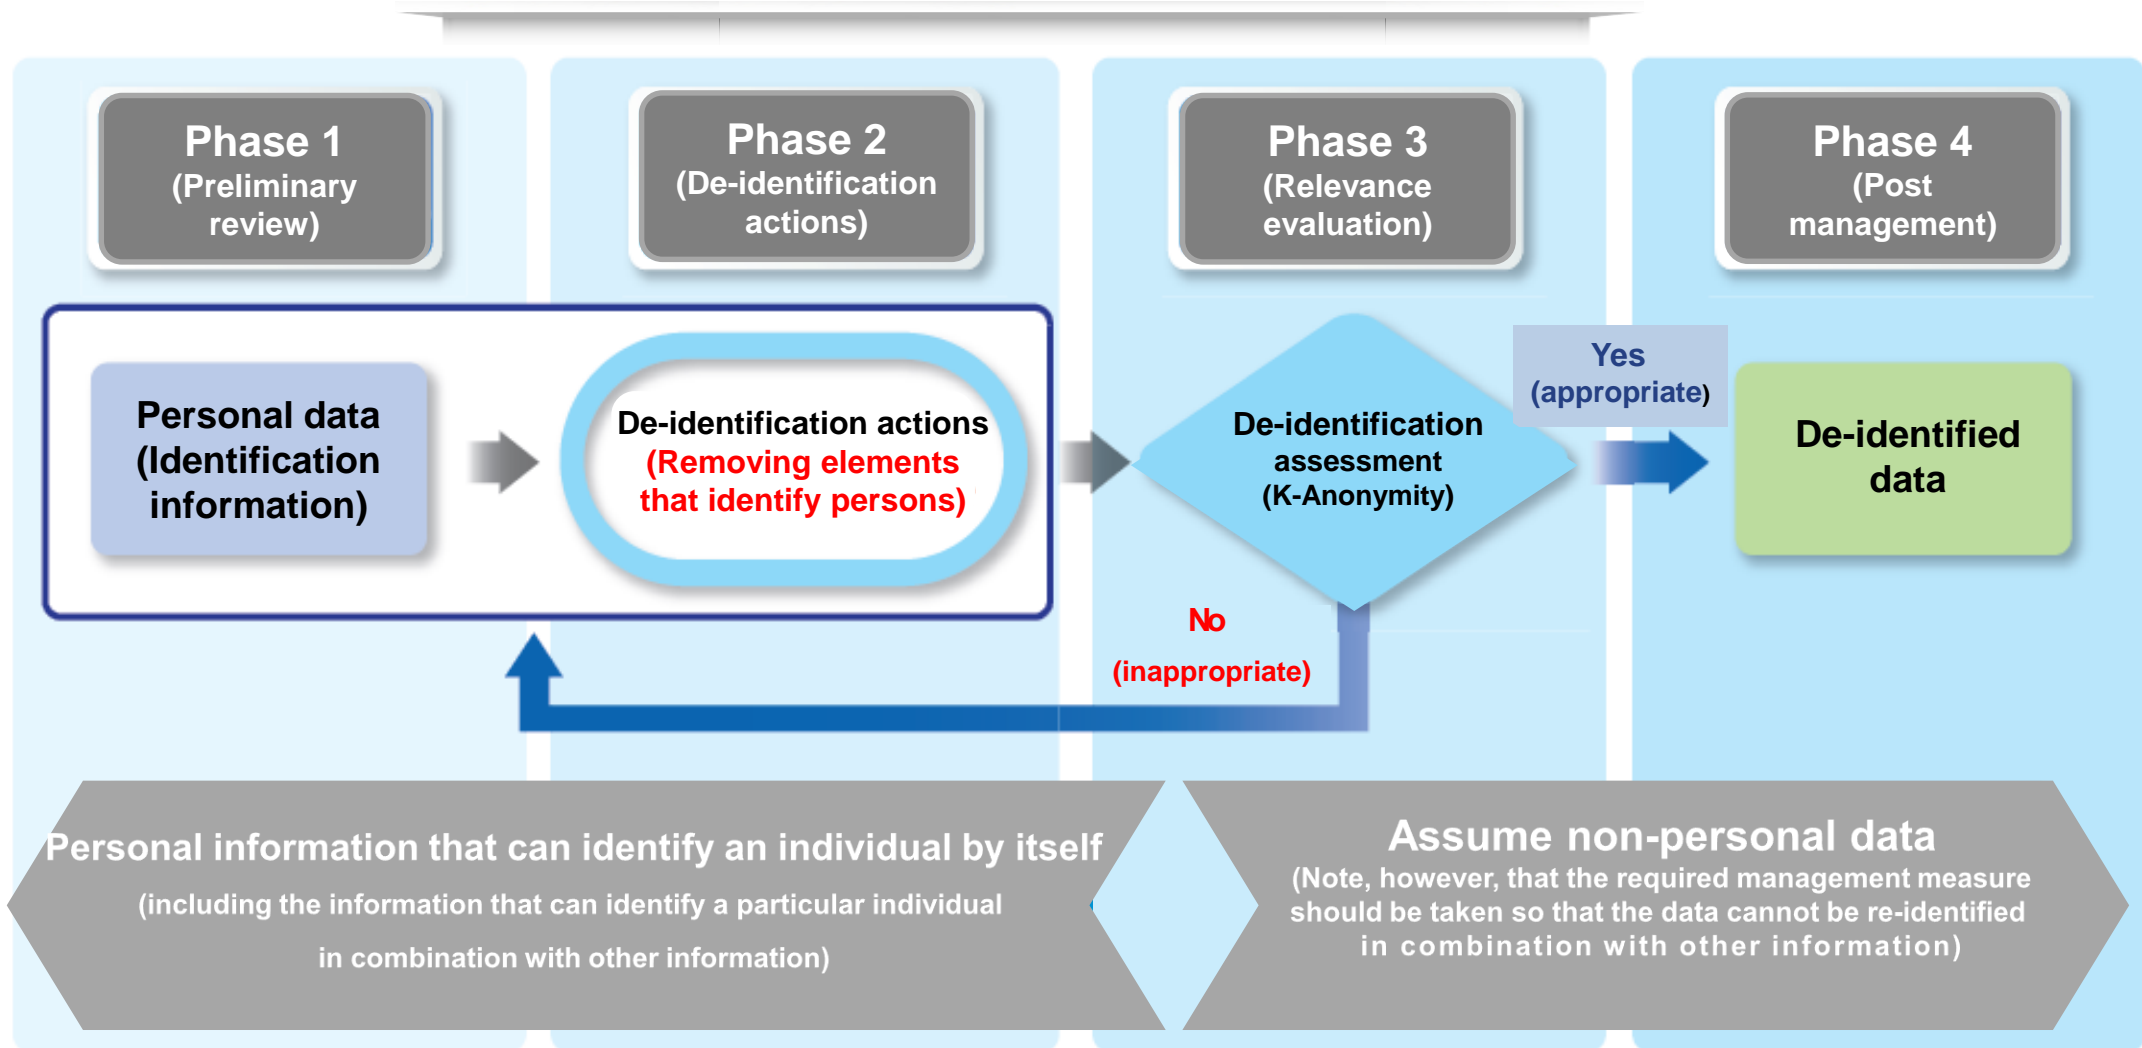 Phase 1
(Preliminary
review)
Phase 2
(De-identification
actions)
Phase 3
(Relevance
evaluation)
Phase 4
(Post
management)
Personal data
(Identification
information)
De-identification actions
(Removing elements
that identify persons)
De-identification
assessment
(K-Anonymity)
Yes
(appropriate)
De-identified
data
No
(inappropriate)
Personal information that can identify an individual by itself
(including the information that can identify a particular individual
in combination with other information)
Assume non-personal data
(Note, however, that the required management measure
should be taken so that the data cannot be re-identified
in combination with other information)